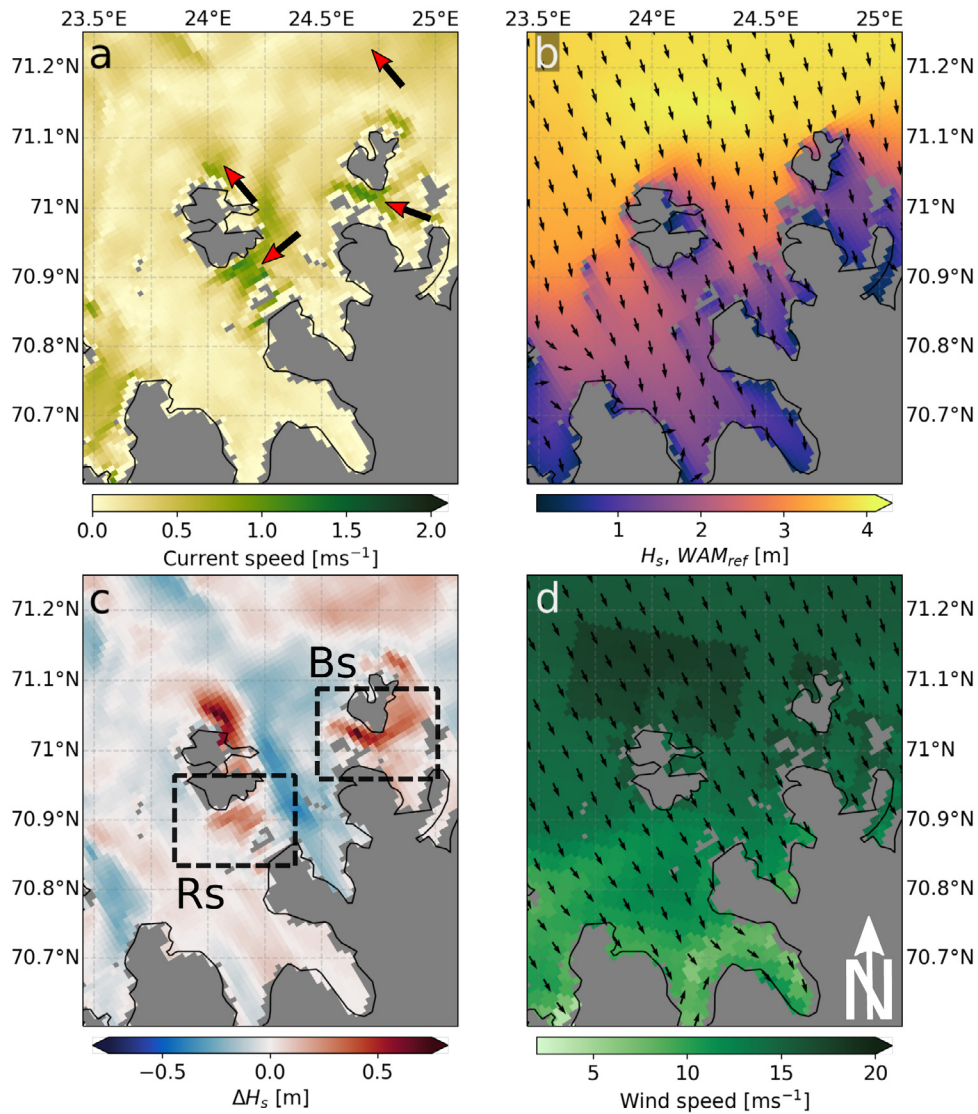 23.5°E 24°E 24.5°E 25°E 23.5°E 24°E 24.5°E 25°E
a
b
71.2°N 71.2°N
71.1°N 71.1°N
71°N 71°N
70.9°N 70.9°N
70.8°N 70.8°N
70.7°N 70.7°N
0.0 0.5 1.0 1.5 2.0
1 2 3 4
Current speed [ms⁻¹]
Hₛ, WAM_ref [m]
c
d
71.2°N 71.2°N
Bs
71.1°N 71.1°N
71°N 71°N
70.9°N 70.9°N
Rs
70.8°N 70.8°N
70.7°N 70.7°N
N
−0.5 0.0 0.5
5 10 15 20
ΔHₛ [m]
Wind speed [ms⁻¹]